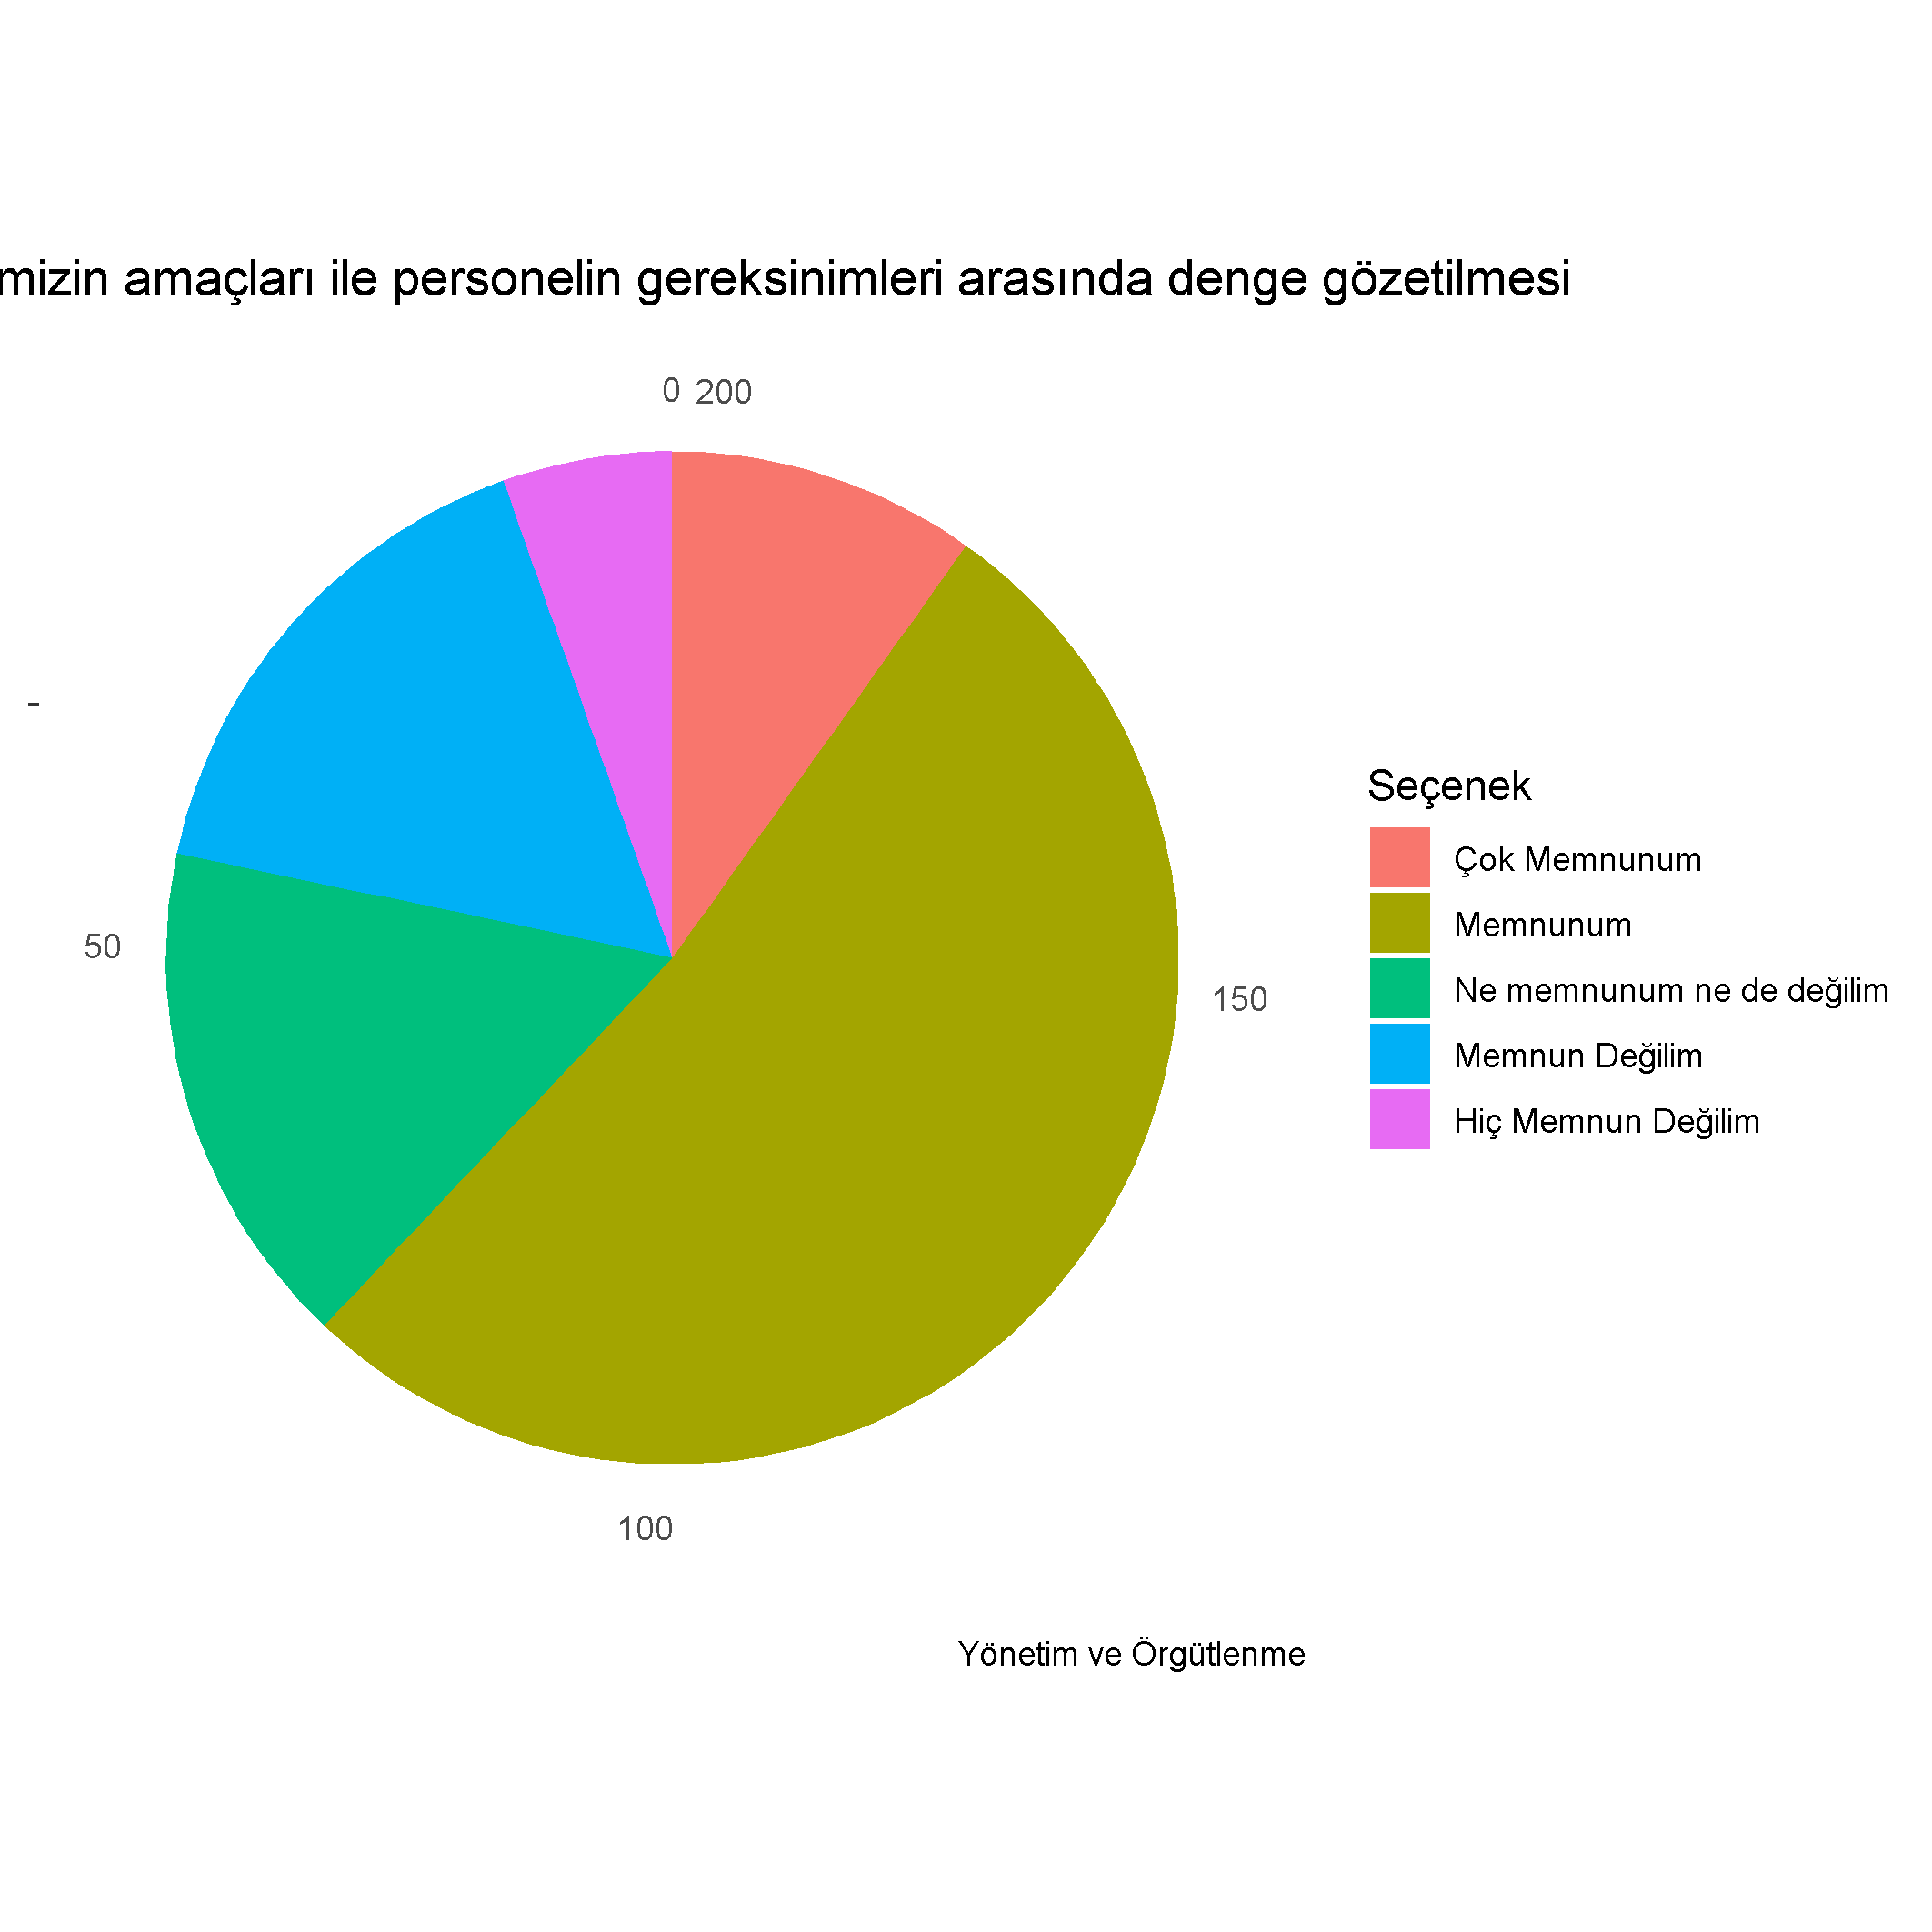 mizin amaçları ile personelin gereksinimleri arasında denge gözetilmesi
0 200
-
50
150
100
Seçenek
Çok Memnunum
Memnunum
Ne memnunum ne de değilim
Memnun Değilim
Hiç Memnun Değilim
Yönetim ve Örgütlenme